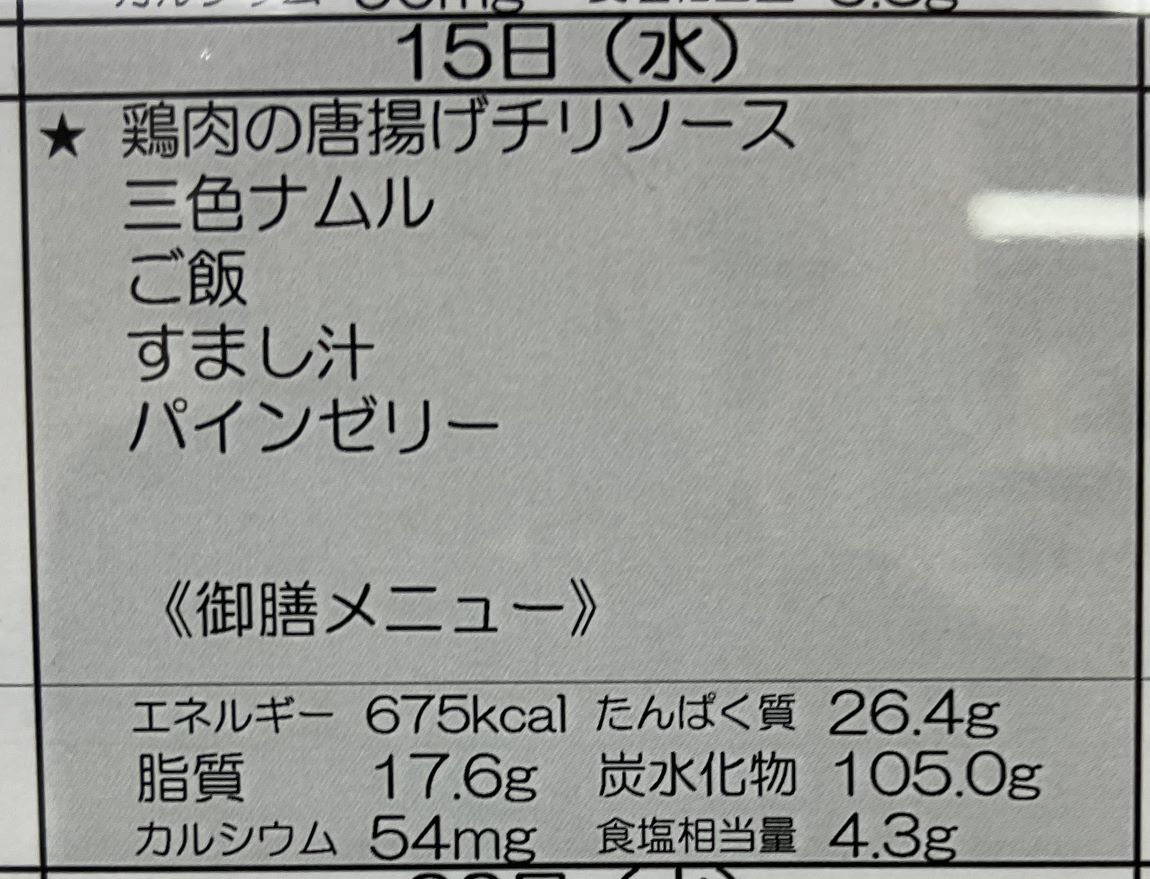 15日（水）
★ 鶏肉の唐揚げチリソース
三色ナムル
ご飯
すまし汁
パインゼリー
《御膳メニュー》
エネルギー 675kcal たんぱく質 26.4g
脂質 17.6g 炭水化物 105.0g
カルシウム 54mg 食塩相当量 4.3g